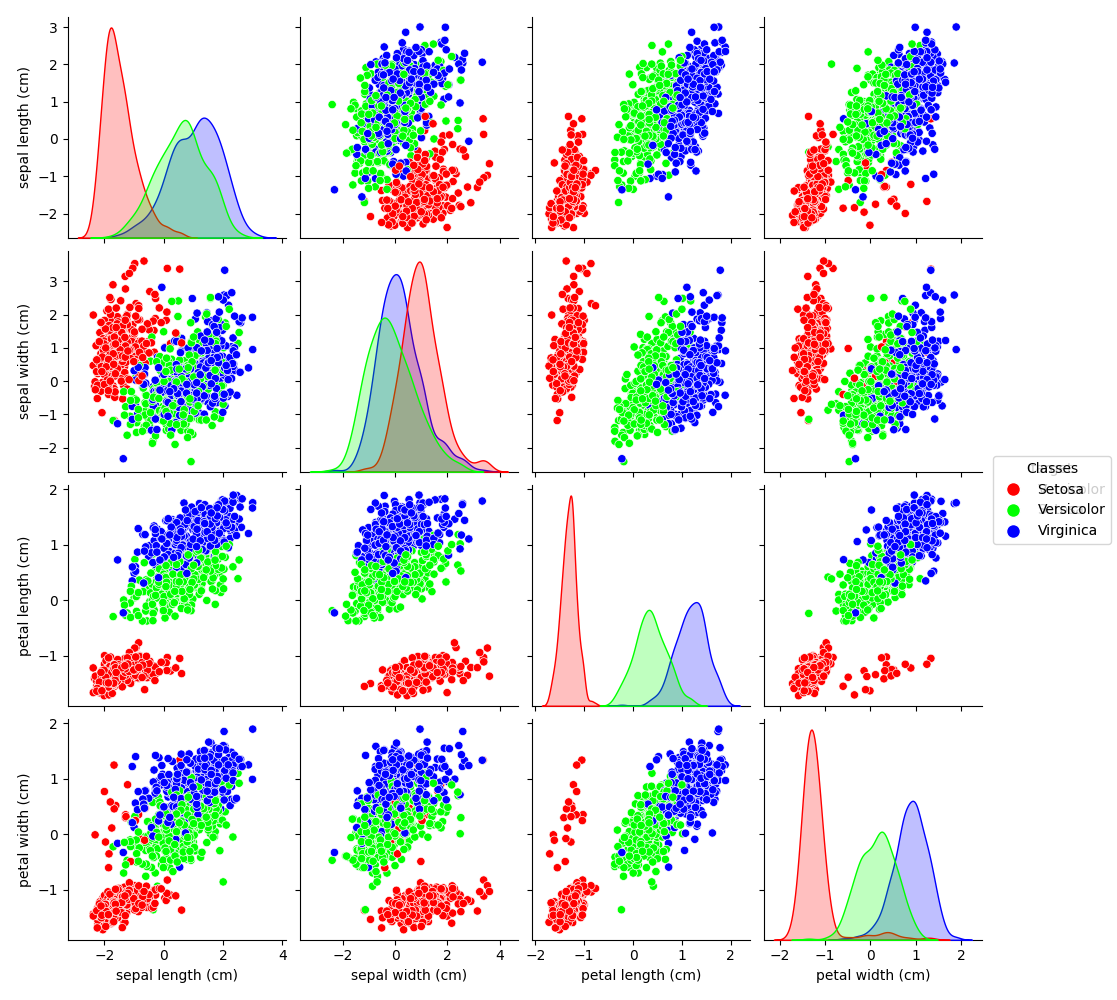 sepal length (cm)
3
2
1
0
−1
−2
sepal width (cm)
3
2
1
0
−1
−2
petal length (cm)
2
1
0
−1
petal width (cm)
2
1
0
−1
−2 0 2 4
−2 0 2 4
−2 −1 0 1 2
−2 −1 0 1 2
sepal length (cm)
sepal width (cm)
petal length (cm)
petal width (cm)
Classes
Setosa
Versicolor
Virginica